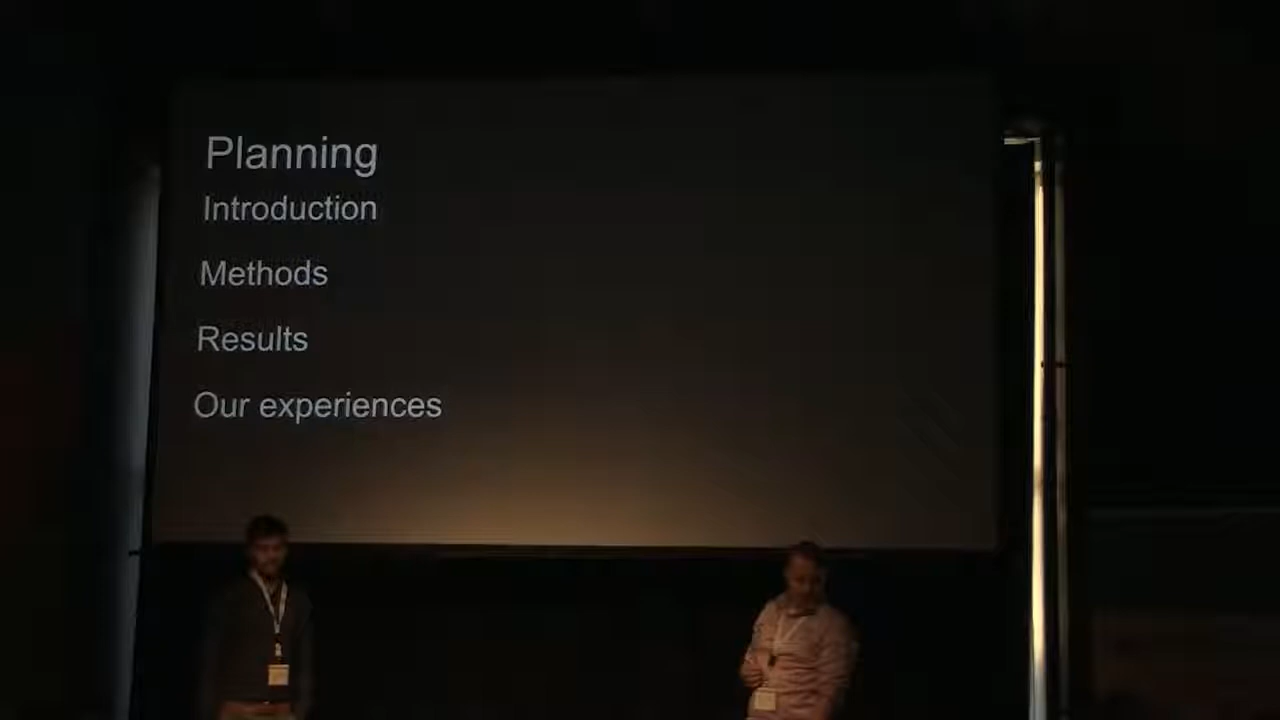 Planning
Introduction
Methods
Results
Our experiences